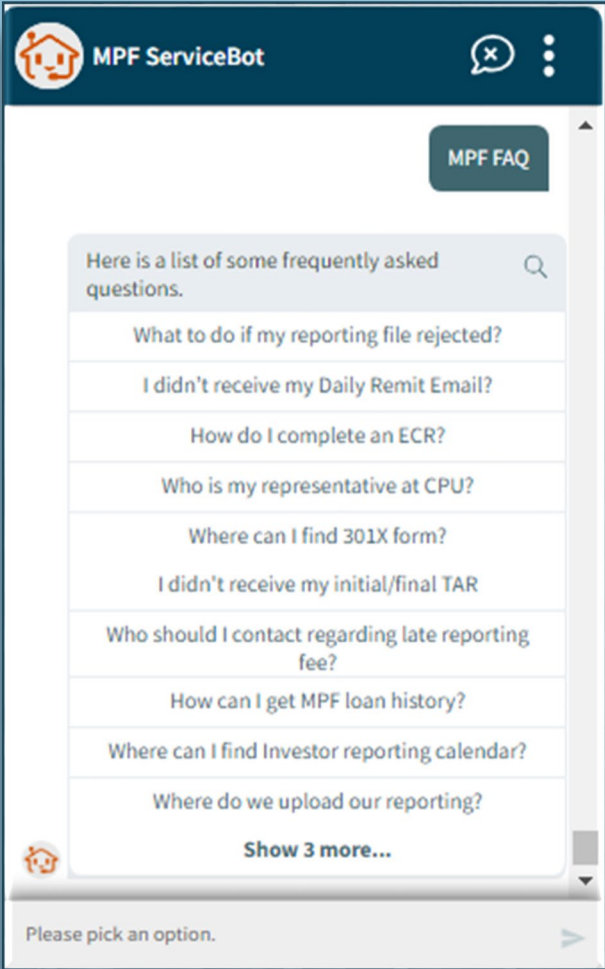 MPF ServiceBot
MPF FAQ
Here is a list of some frequently asked
questions.
What to do if my reporting file rejected?
I didn't receive my Daily Remit Email?
How do I complete an ECR?
Who is my representative at CPU?
Where can I find 301X form?
I didn't receive my initial/final TAR
Who should I contact regarding late reporting
fee?
How can I get MPF loan history?
Where can I find Investor reporting calendar?
Where do we upload our reporting?
Show 3 more...
Please pick an option.